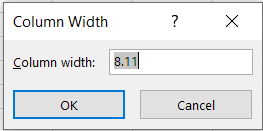 Column Width ? ×
Column width: 8.11
OK Cancel